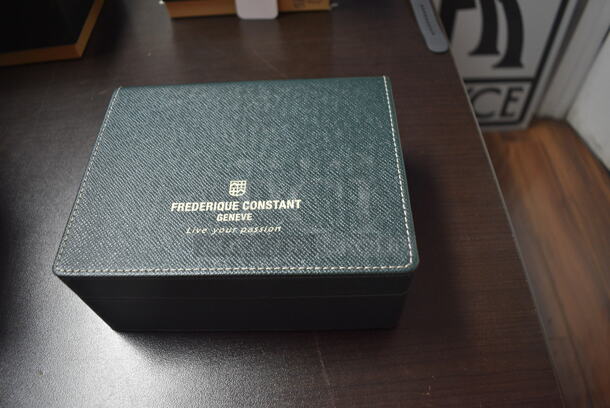 FREDERIQUE CONSTANT
GENEVE
Live your passion